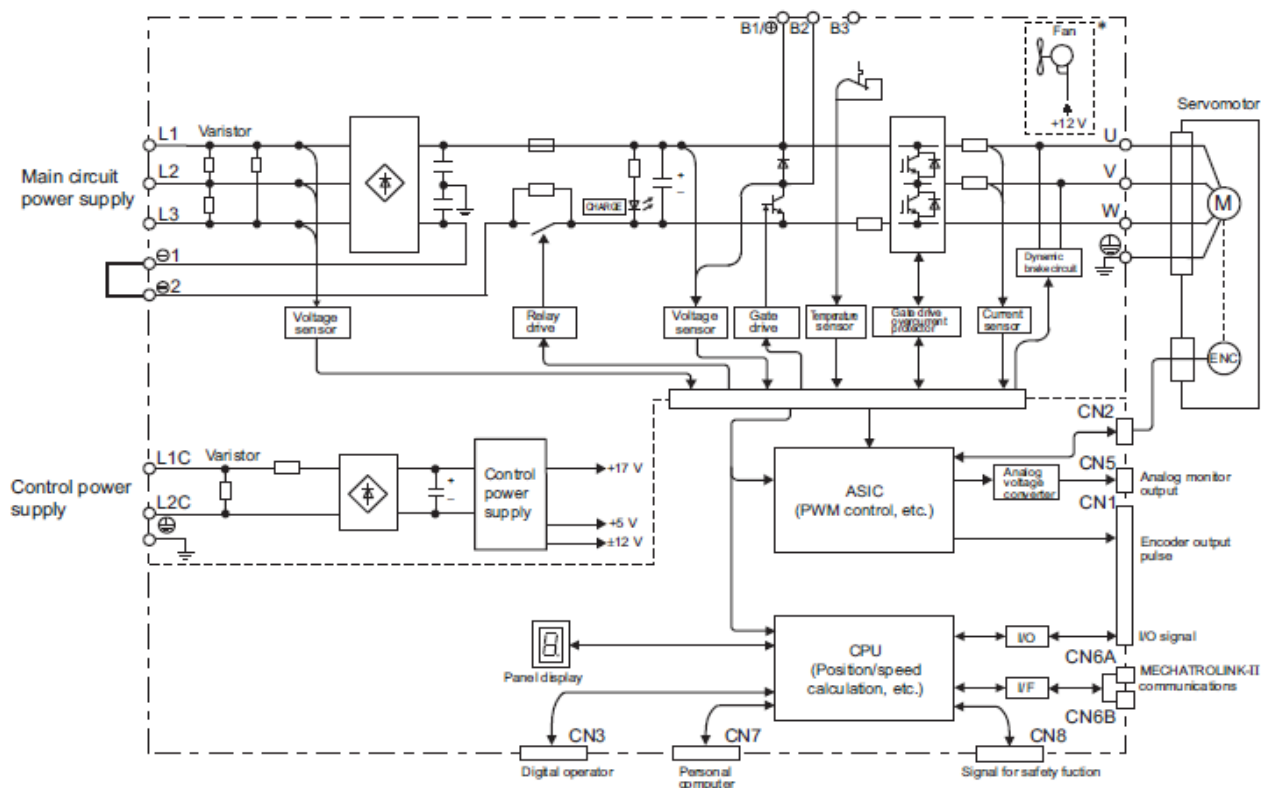 B1/⊕ B2 B3
Fan *
+12 V
Servomotor
Main circuit
power supply
L1 Varistor
L2
L3
⊖1
⊖2
CHARGE
+
–
U
V
W
M
ENC
Voltage
sensor
Relay
drive
Voltage
sensor
Gate
drive
Temperature
sensor
Gate drive
overcurrent
protector
Current
sensor
Dynamic
brake circuit
Control power
supply
L1C Varistor
L2C
+
–
Control
power
supply
+17 V
+5 V
±12 V
ASIC
(PWM control, etc.)
Analog
voltage
converter
CN2
CN5
Analog monitor
output
CN1
Encoder output
pulse
I/O signal
Panel display
8.
CPU
(Position/speed
calculation, etc.)
I/O
I/F
CN6A
MECHATROLINK-II
communications
CN6B
CN3
Digital operator
CN7
Personal
computer
CN8
Signal for safety fuction